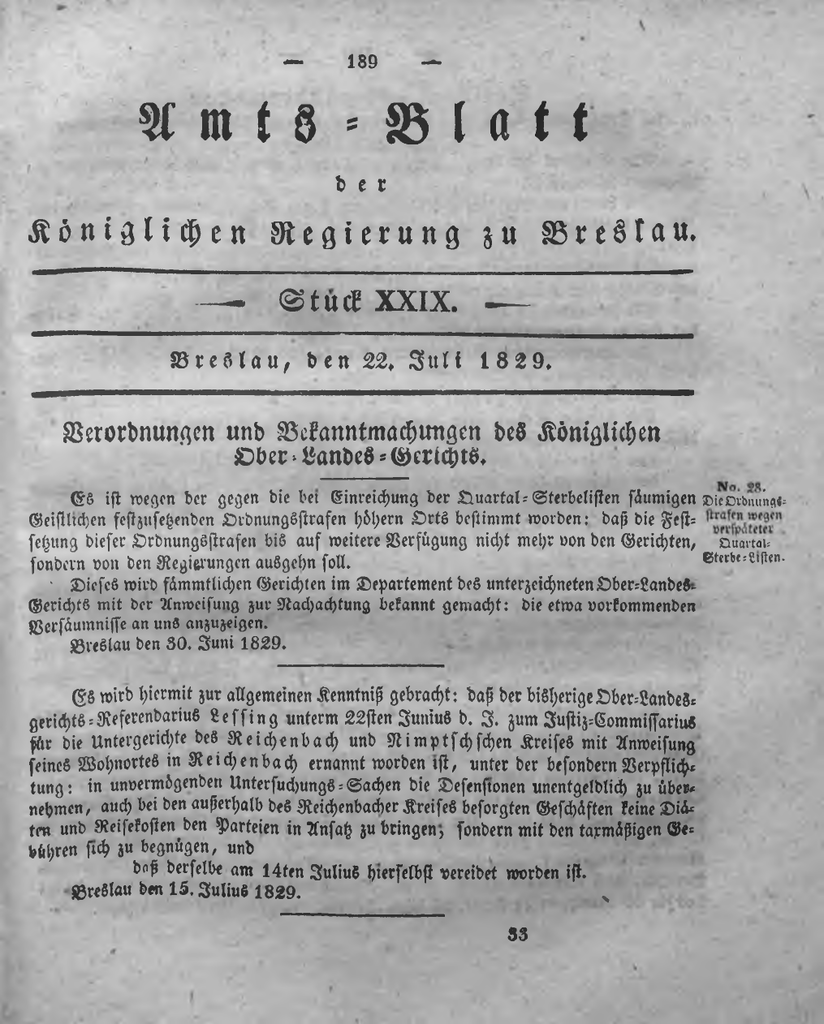 — 189 —
Amts-Blatt
der
Königlichen Regierung zu Breslau.
— Stück XXIX. —
Breslau, den 22. Juli 1829.
Verordnungen und Bekanntmachungen des Königlichen
Ober-Landes-Gerichts.
Es ist wegen der gegen die bei Einreichung der Quartal-Sterbelisten säumigen
Geistlichen festzusetzenden Ordnungsstrafen höhern Orts bestimmt worden: daß die Fest-
setzung dieser Ordnungsstrafen bis auf weitere Verfügung nicht mehr von den Gerichten,
sondern von den Regierungen ausgehn soll.
No. 28.
Die Ordnungs-
strafen wegen
verspäteter
Quartal-
Sterbe-Listen.
Dieses wird sämmtlichen Gerichten im Departement des unterzeichneten Ober-Landes-
Gerichts mit der Anweisung zur Nachachtung bekannt gemacht: die etwa vorkommenden
Versäumnisse an uns anzuzeigen.
Breslau den 30. Juni 1829.
Es wird hiermit zur allgemeinen Kenntniß gebracht: daß der bisherige Ober-Landes-
gerichts-Referendarius Lessing unterm 22sten Junius d. J. zum Justiz-Commissarius
für die Untergerichte des Reichenbach und Nimptschschen Kreises mit Anweisung
seines Wohnortes in Reichenbach ernannt worden ist, unter der besondern Verpflich-
tung: in unvermögenden Untersuchungs-Sachen die Defensionen unentgeldlich zu über-
nehmen, auch bei den außerhalb des Reichenbacher Kreises besorgten Geschäften keine Diä-
ten und Reisekosten den Parteien in Ansatz zu bringen, sondern mit den taxmäßigen Ge-
bühren sich zu begnügen, und
daß derselbe am 14ten Julius hierselbst vereidet worden ist.
Breslau den 15. Julius 1829.
33